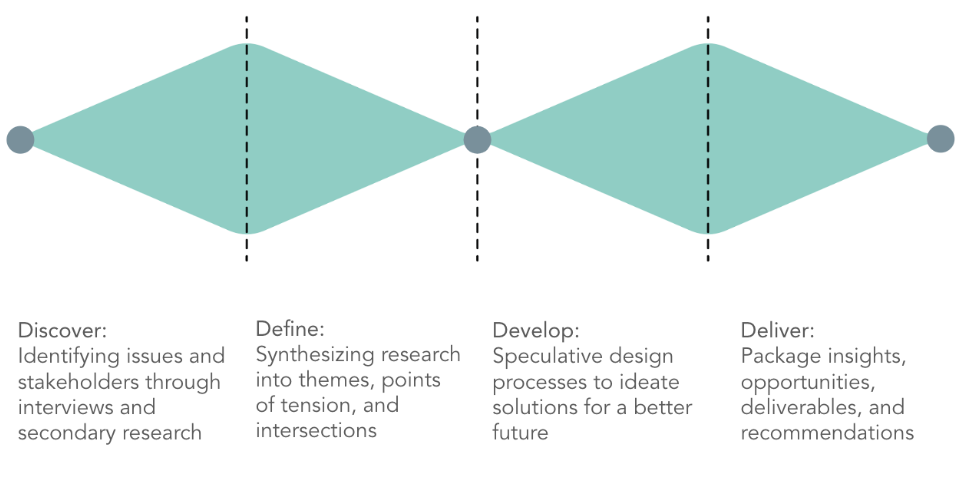 Discover:
Identifying issues and
stakeholders through
interviews and
secondary research
Define:
Synthesizing research
into themes, points
of tension, and
intersections
Develop:
Speculative design
processes to ideate
solutions for a better
future
Deliver:
Package insights,
opportunities,
deliverables, and
recommendations